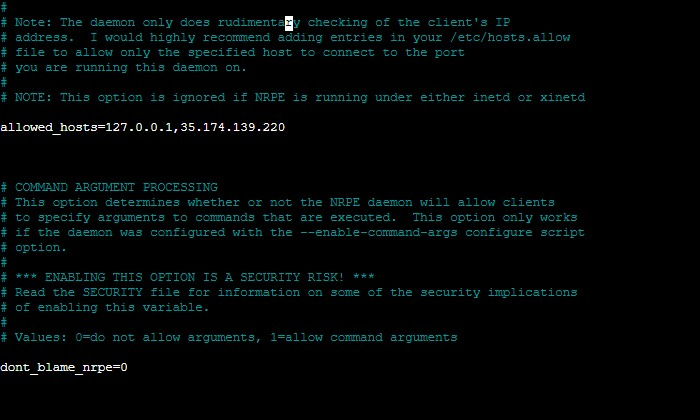 #
# Note: The daemon only does rudimentary checking of the client's IP
# address.  I would highly recommend adding entries in your /etc/hosts.allow
# file to allow only the specified host to connect to the port
# you are running this daemon on.
#
# NOTE: This option is ignored if NRPE is running under either inetd or xinetd
allowed_hosts=127.0.0.1,35.174.139.220
# COMMAND ARGUMENT PROCESSING
# This option determines whether or not the NRPE daemon will allow clients
# to specify arguments to commands that are executed.  This option only works
# if the daemon was configured with the --enable-command-args configure script
# option.
#
# *** ENABLING THIS OPTION IS A SECURITY RISK! ***
# Read the SECURITY file for information on some of the security implications
# of enabling this variable.
#
# Values: 0=do not allow arguments, 1=allow command arguments
dont_blame_nrpe=0